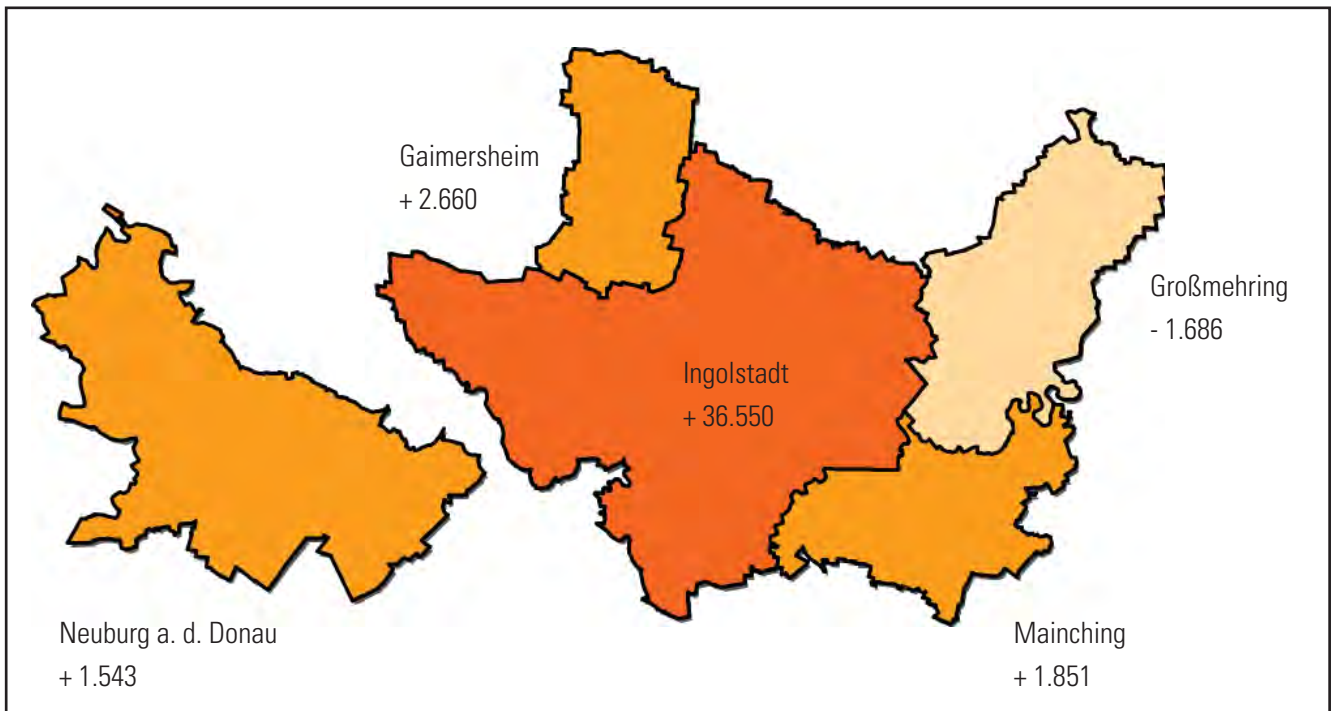 Gaimersheim
+ 2.660
Großmehring
- 1.686
Ingolstadt
+ 36.550
Neuburg a. d. Donau
+ 1.543
Mainching
+ 1.851